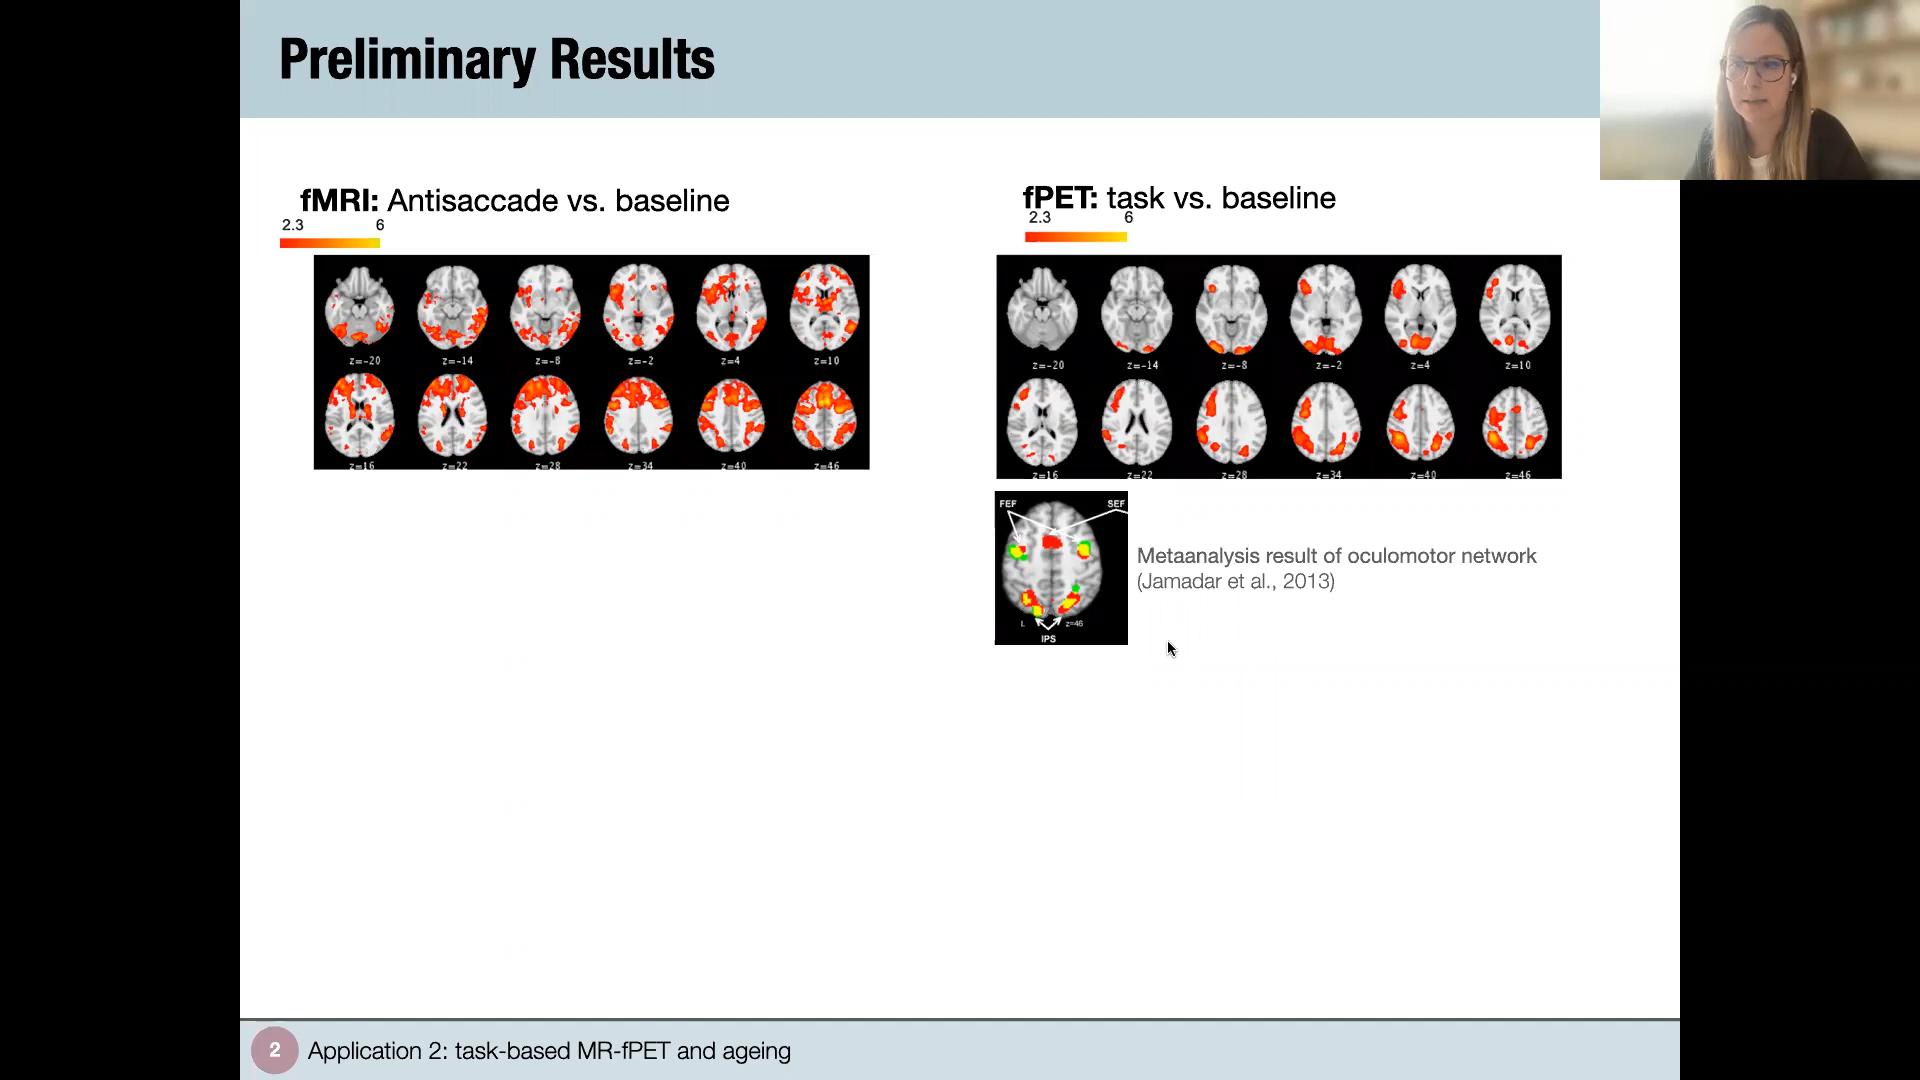 Preliminary Results
fMRI: Antisaccade vs. baseline
2.3 6
z=-20 z=-14 z=-8 z=-2 z=4 z=10
z=16 z=22 z=28 z=34 z=40 z=46
fPET: task vs. baseline
2.3 6
z=-20 z=-14 z=-8 z=-2 z=4 z=10
z=16 z=22 z=28 z=34 z=40 z=46
FEF SEF
L z=46
IPS
Metaanalysis result of oculomotor network
(Jamadar et al., 2013)
2 Application 2: task-based MR-fPET and ageing